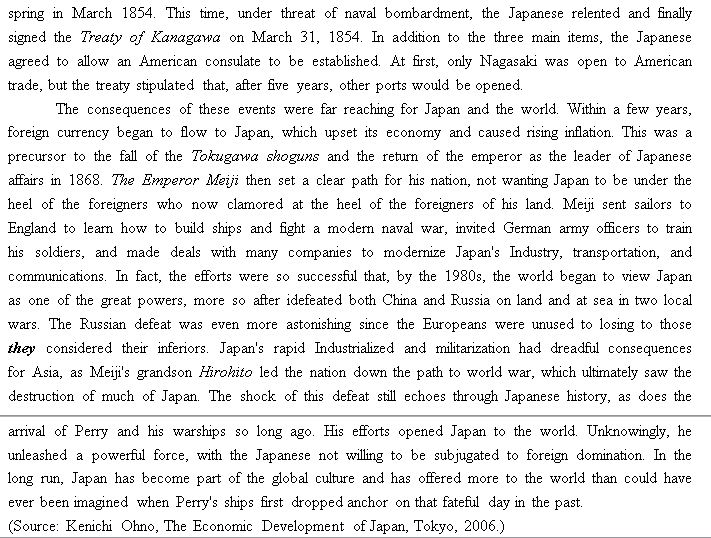 spring in March 1854. This time, under threat of naval bombardment, the Japanese relented and finally
signed the Treaty of Kanagawa on March 31, 1854. In addition to the three main items, the Japanese
agreed to allow an American consulate to be established. At first, only Nagasaki was open to American
trade, but the treaty stipulated that, after five years, other ports would be opened.
The consequences of these events were far reaching for Japan and the world. Within a few years,
foreign currency began to flow to Japan, which upset its economy and caused rising inflation. This was a
precursor to the fall of the Tokugawa shoguns and the return of the emperor as the leader of Japanese
affairs in 1868. The Emperor Meiji then set a clear path for his nation, not wanting Japan to be under the
heel of the foreigners who now clamored at the heel of the foreigners of his land. Meiji sent sailors to
England to learn how to build ships and fight a modern naval war, invited German army officers to train
his soldiers, and made deals with many companies to modernize Japan's Industry, transportation, and
communications. In fact, the efforts were so successful that, by the 1980s, the world began to view Japan
as one of the great powers, more so after idefeated both China and Russia on land and at sea in two local
wars. The Russian defeat was even more astonishing since the Europeans were unused to losing to those
they considered their inferiors. Japan's rapid Industrialized and militarization had dreadful consequences
for Asia, as Meiji's grandson Hirohito led the nation down the path to world war, which ultimately saw the
destruction of much of Japan. The shock of this defeat still echoes through Japanese history, as does the
arrival of Perry and his warships so long ago. His efforts opened Japan to the world. Unknowingly, he
unleashed a powerful force, with the Japanese not willing to be subjugated to foreign domination. In the
long run, Japan has become part of the global culture and has offered more to the world than could have
ever been imagined when Perry's ships first dropped anchor on that fateful day in the past.
(Source: Kenichi Ohno, The Economic Development of Japan, Tokyo, 2006.)